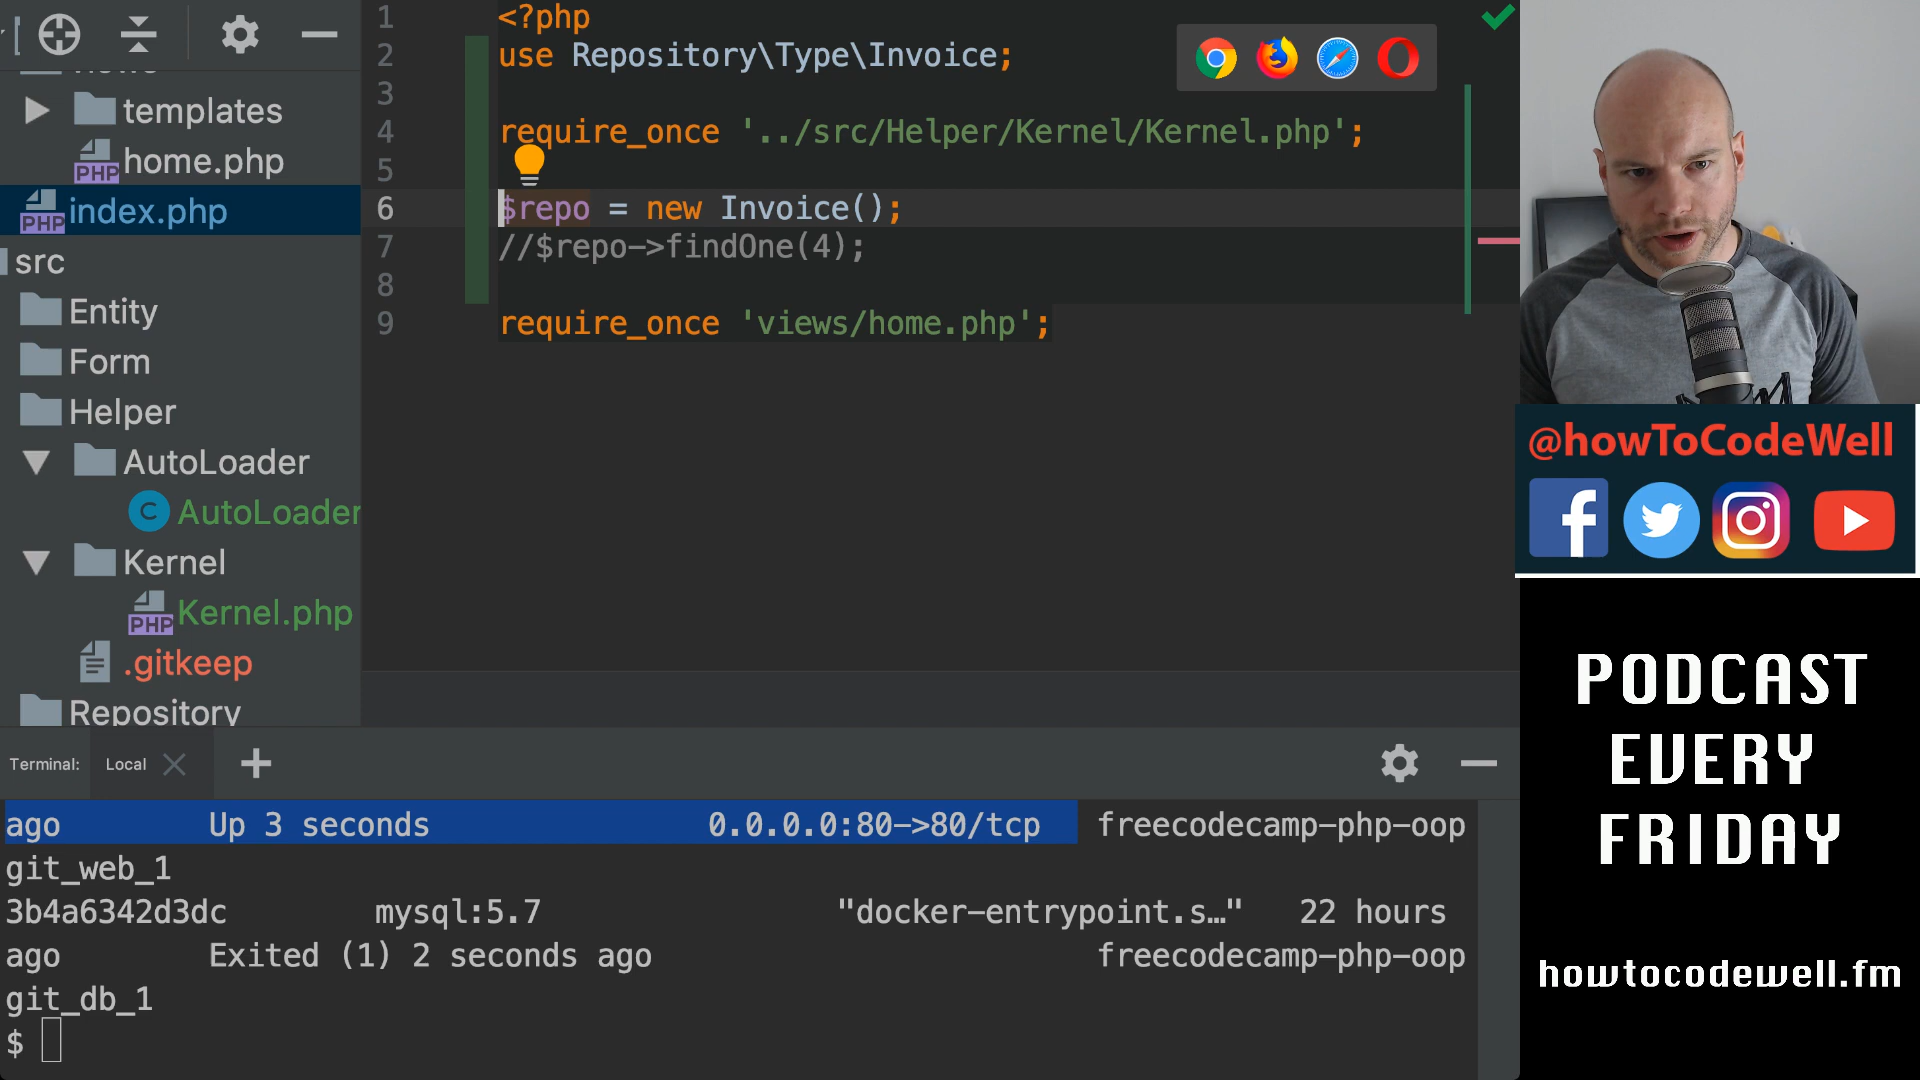 views
templates
PHP home.php
PHP index.php
src
Entity
Form
Helper
AutoLoader
C AutoLoader
Kernel
PHP Kernel.php
.gitkeep
Repository
1 <?php
2 use Repository\Type\Invoice;
3
4 require_once '../src/Helper/Kernel/Kernel.php';
5
6 $repo = new Invoice();
7 //$repo->findOne(4);
8
9 require_once 'views/home.php';
Terminal: Local
ago Up 3 seconds 0.0.0.0:80->80/tcp freecodecamp-php-oop
git_web_1
3b4a6342d3dc mysql:5.7 "docker-entrypoint.s…" 22 hours
ago Exited (1) 2 seconds ago freecodecamp-php-oop
git_db_1
$
@howToCodeWell
PODCAST
EVERY
FRIDAY
howtocodewell.fm